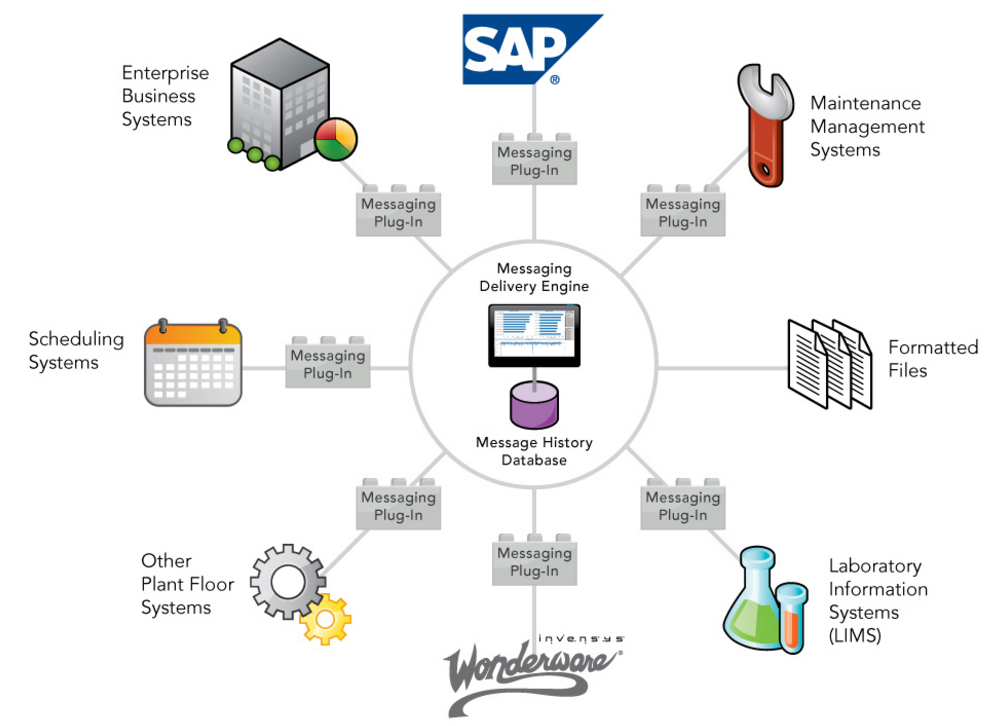 SAP
®
Enterprise
Business
Systems
Messaging
Plug-In
Maintenance
Management
Systems
Messaging
Plug-In
Messaging
Plug-In
Messaging
Delivery Engine
Scheduling
Systems
Messaging
Plug-In
Formatted
Files
Message History
Database
Messaging
Plug-In
Messaging
Plug-In
Messaging
Plug-In
Other
Plant Floor
Systems
Laboratory
Information
Systems
(LIMS)
invensys
Wonderware®